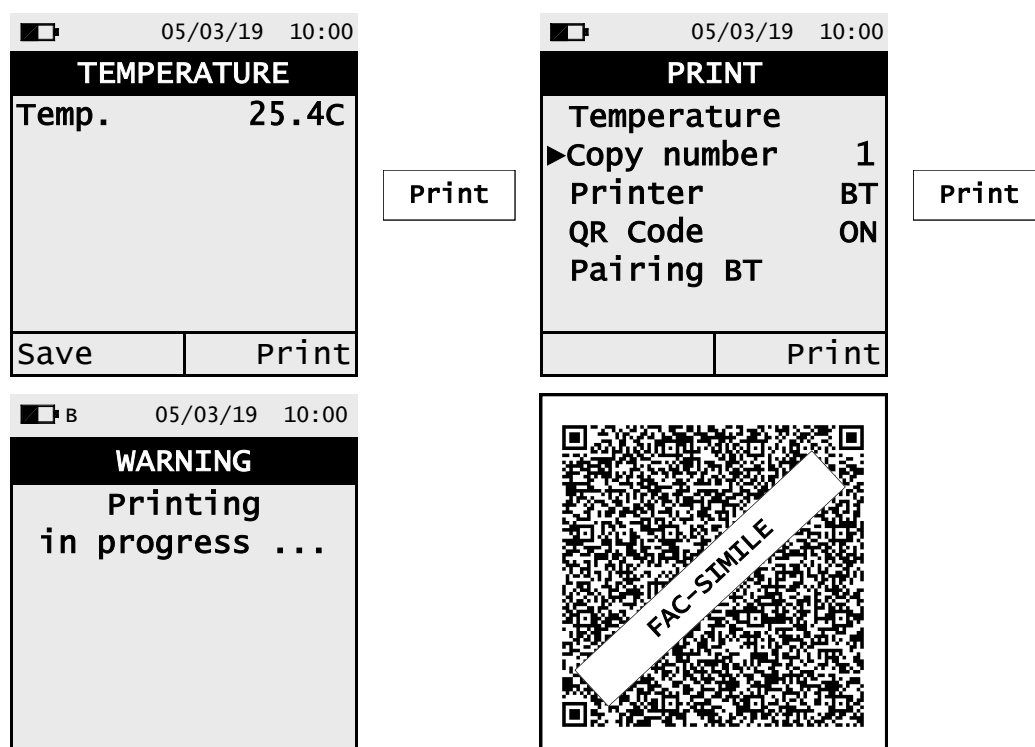 05/03/19 10:00
TEMPERATURE
Temp. 25.4C
Save Print
Print
05/03/19 10:00
PRINT
Temperature
►Copy number 1
Printer BT
QR Code ON
Pairing BT
Print
Print
B 05/03/19 10:00
WARNING
Printing
in progress ...
FAC-SIMILE